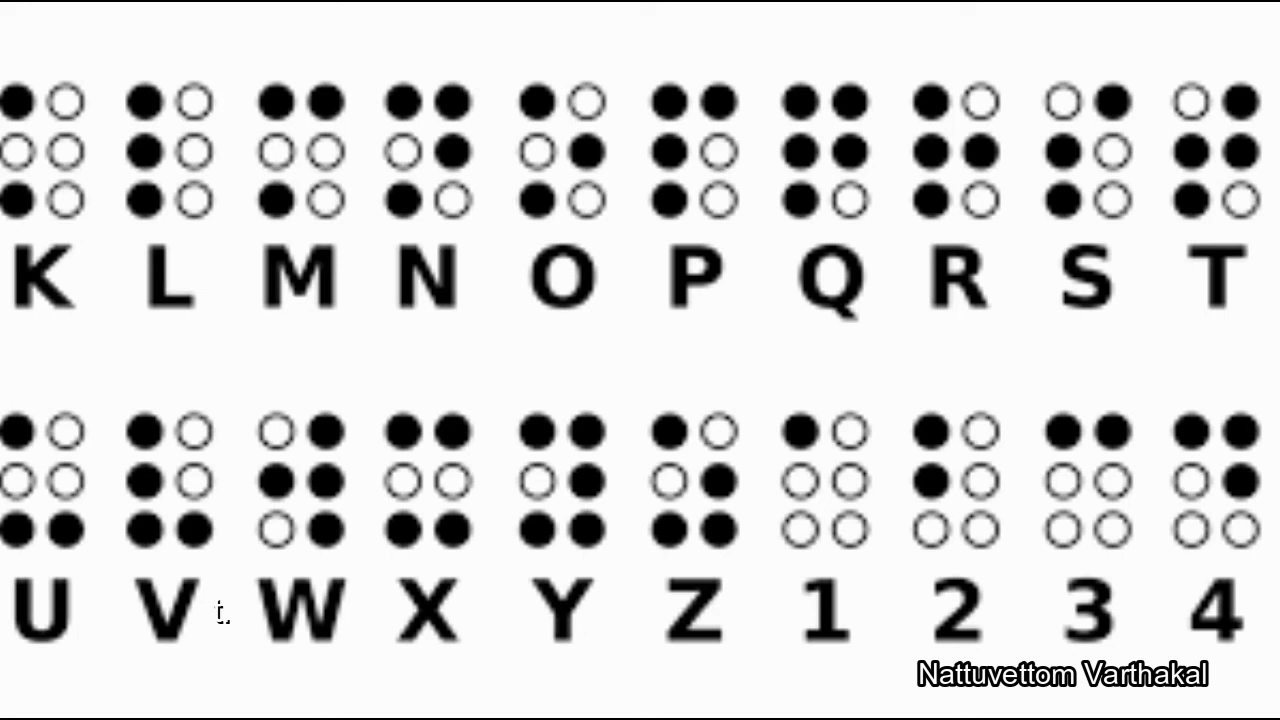 K L M N O P Q R S T
U V t. W X Y Z 1 2 3 4
Nattuvettom Varthakal